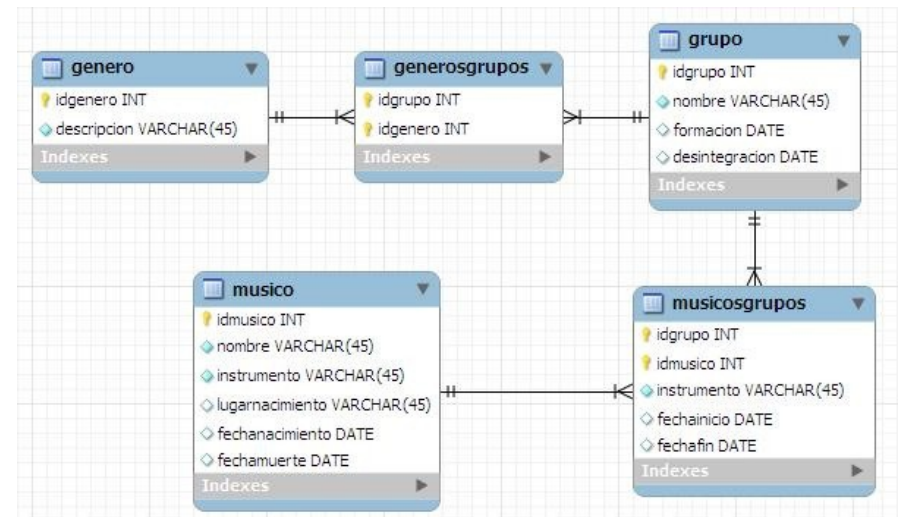 genero
idgenero INT
descripcion VARCHAR(45)
Indexes
generosgrupos
idgrupo INT
idgenero INT
Indexes
grupo
idgrupo INT
nombre VARCHAR(45)
formacion DATE
desintegracion DATE
Indexes
musico
idmusico INT
nombre VARCHAR(45)
instrumento VARCHAR(45)
lugarnacimiento VARCHAR(45)
fechanacimiento DATE
fechamuerte DATE
Indexes
musicosgrupos
idgrupo INT
idmusico INT
instrumento VARCHAR(45)
fechainicio DATE
fechafin DATE
Indexes